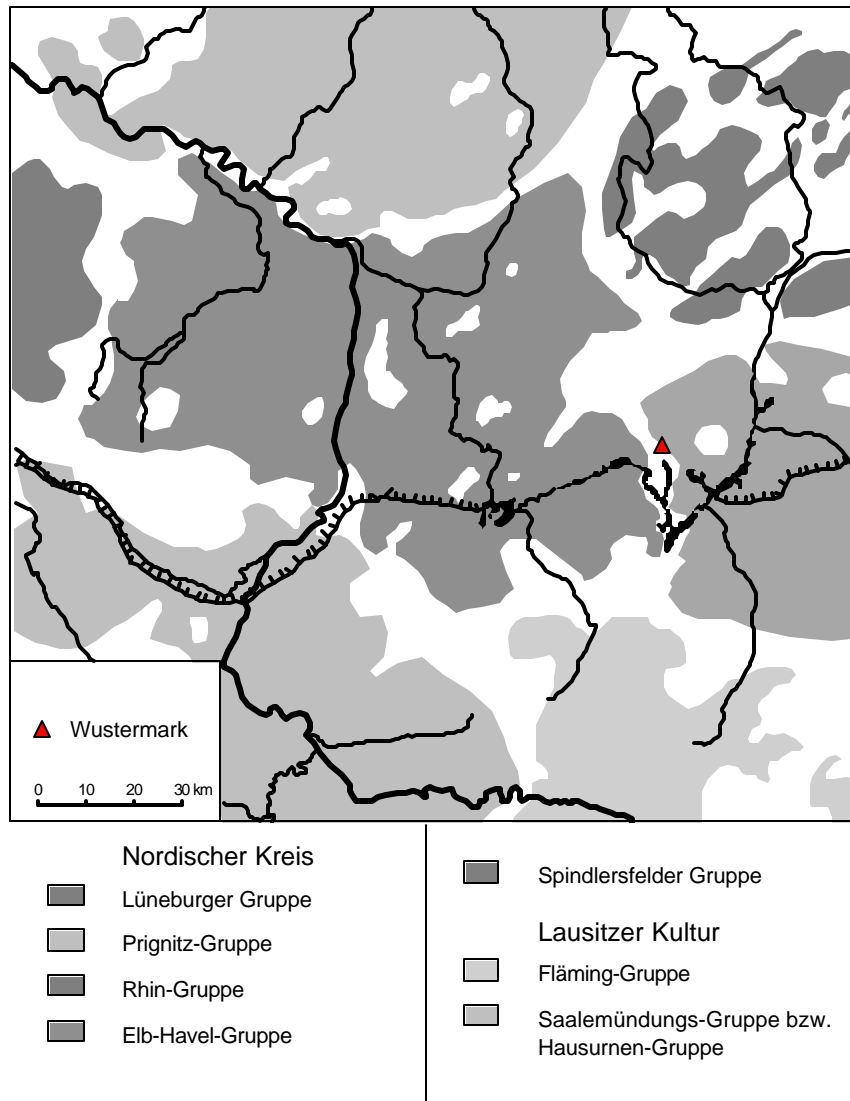 Wustermark
0 10 20 30 km
Nordischer Kreis
Lüneburger Gruppe
Prignitz-Gruppe
Rhin-Gruppe
Elb-Havel-Gruppe
Spindlersfelder Gruppe
Lausitzer Kultur
Fläming-Gruppe
Saalemündungs-Gruppe bzw.
Hausurnen-Gruppe